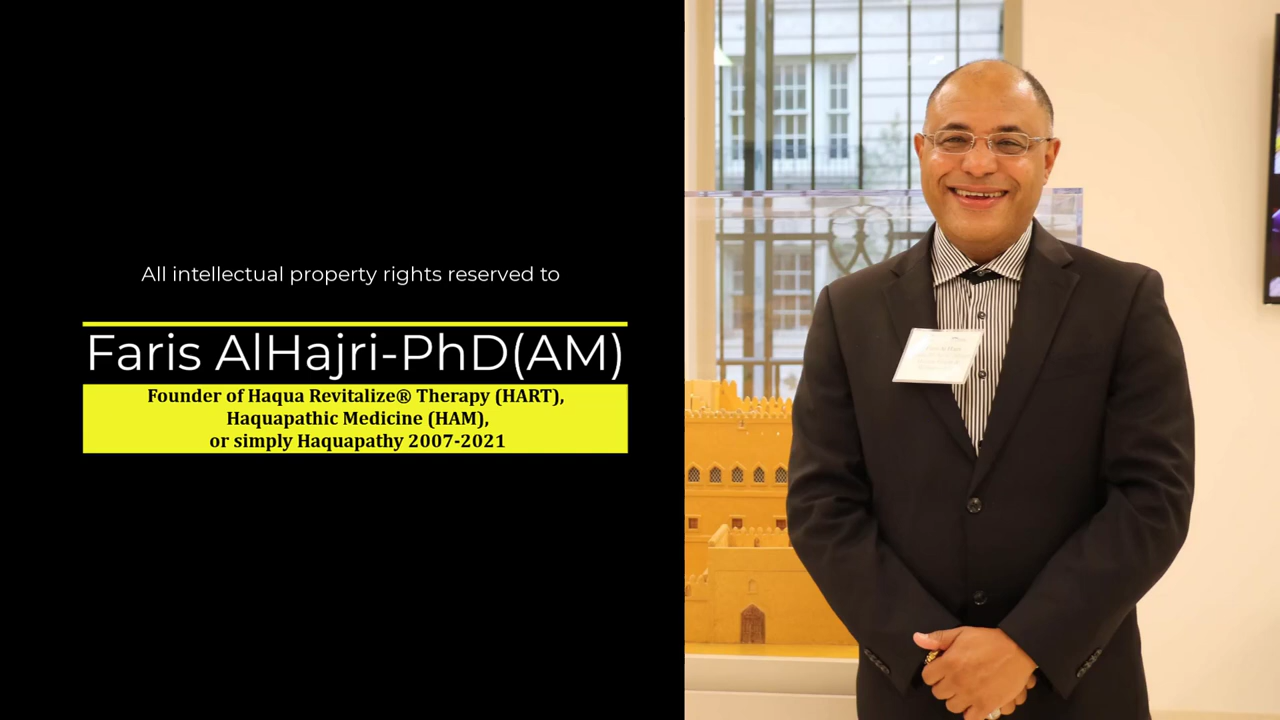 All intellectual property rights reserved to
Faris AlHajri-PhD(AM)
Founder of Haqua Revitalize® Therapy (HART),
Haquapathic Medicine (HAM),
or simply Haquapathy 2007-2021